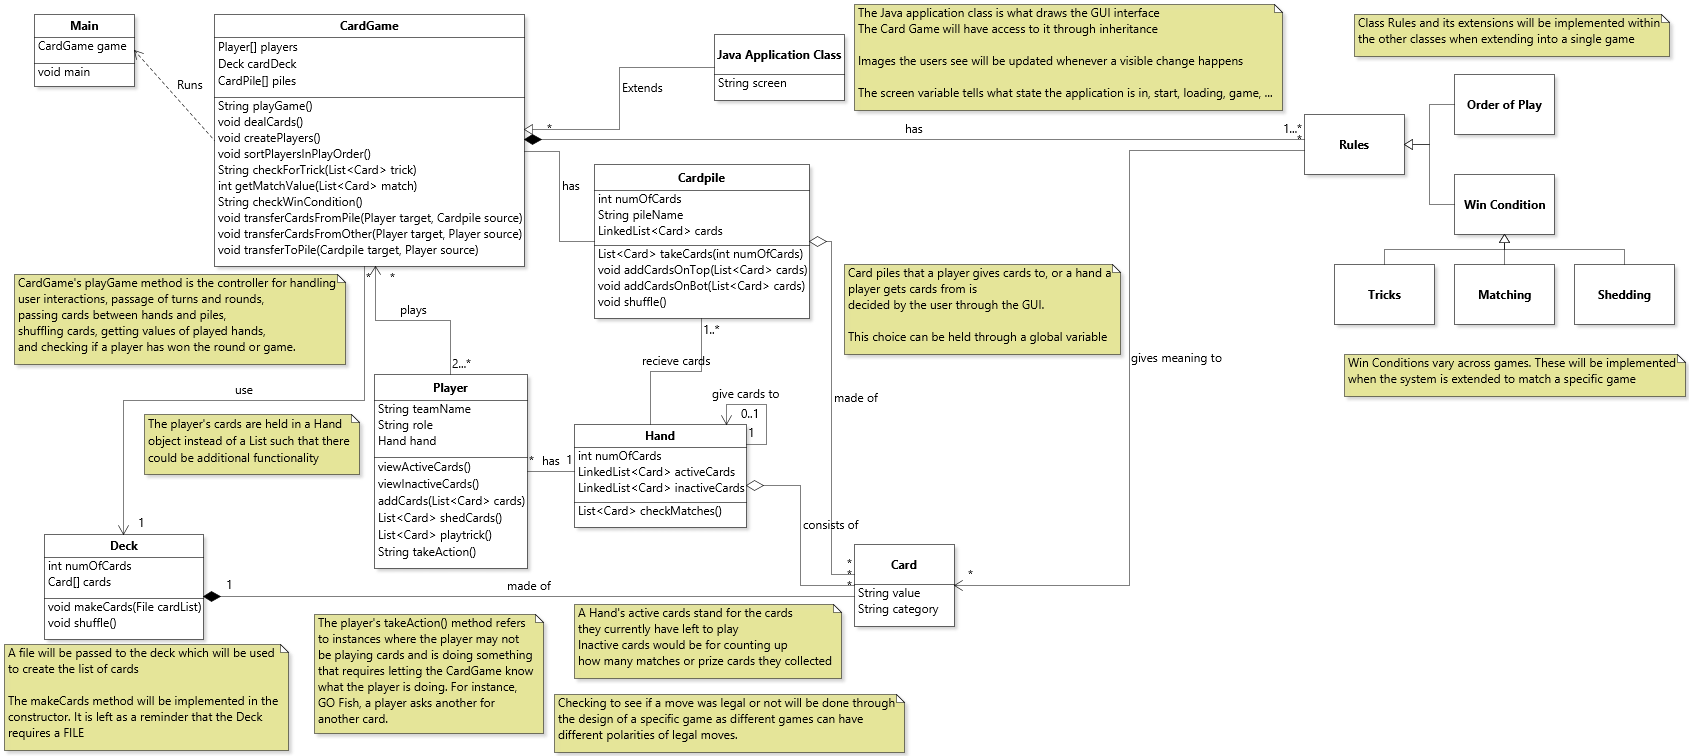 Main
CardGame game
void main
Runs
CardGame
Player[] players
Deck cardDeck
CardPile[] piles
String playGame()
void dealCards()
void createPlayers()
void sortPlayersInPlayOrder()
String checkForTrick(List<Card> trick)
int getMatchValue(List<Card> match)
String checkWinCondition()
void transferCardsFromPile(Player target, Cardpile source)
void transferCardsFromOther(Player target, Player source)
void transferToPile(Cardpile target, Player source)
Extends
*
Java Application Class
String screen
The Java application class is what draws the GUI interface
The Card Game will have access to it through inheritance
Images the users see will be updated whenever a visible change happens
The screen variable tells what state the application is in, start, loading, game, ...
Class Rules and its extensions will be implemented within
the other classes when extending into a single game
has
1...*
*
Rules
Order of Play
Win Condition
Tricks
Matching
Shedding
Win Conditions vary across games. These will be implemented
when the system is extended to match a specific game
has
Cardpile
int numOfCards
String pileName
LinkedList<Card> cards
List<Card> takeCards(int numOfCards)
void addCardsOnTop(List<Card> cards)
void addCardsOnBot(List<Card> cards)
void shuffle()
Card piles that a player gives cards to, or a hand a
player gets cards from is
decided by the user through the GUI.
This choice can be held through a global variable
CardGame's playGame method is the controller for handling
user interactions, passage of turns and rounds,
passing cards between hands and piles,
shuffling cards, getting values of played hands,
and checking if a player has won the round or game.
*
*
plays
2...*
use
1
1..*
recieve cards
give cards to
0..1
1
made of
gives meaning to
The player's cards are held in a Hand
object instead of a List such that there
could be additional functionality
Player
String teamName
String role
Hand hand
viewActiveCards()
viewInactiveCards()
addCards(List<Card> cards)
List<Card> shedCards()
List<Card> playtrick()
String takeAction()
*
has
1
Hand
int numOfCards
LinkedList<Card> activeCards
LinkedList<Card> inactiveCards
List<Card> checkMatches()
consists of
Deck
int numOfCards
Card[] cards
void makeCards(File cardList)
void shuffle()
1
made of
*
*
*
*
Card
String value
String category
A file will be passed to the deck which will be used
to create the list of cards
The makeCards method will be implemented in the
constructor. It is left as a reminder that the Deck
requires a FILE
The player's takeAction() method refers
to instances where the player may not
be playing cards and is doing something
that requires letting the CardGame know
what the player is doing. For instance,
GO Fish, a player asks another for
another card.
A Hand's active cards stand for the cards
they currently have left to play
Inactive cards would be for counting up
how many matches or prize cards they collected
Checking to see if a move was legal or not will be done through
the design of a specific game as different games can have
different polarities of legal moves.